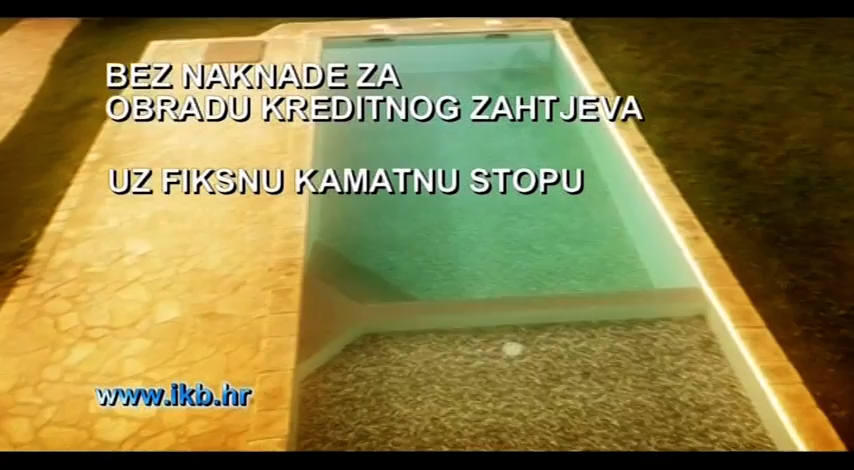 BEZ NAKNADE ZA
OBRADU KREDITNOG ZAHTJEVA
UZ FIKSNU KAMATNU STOPU
www.ikb.hr